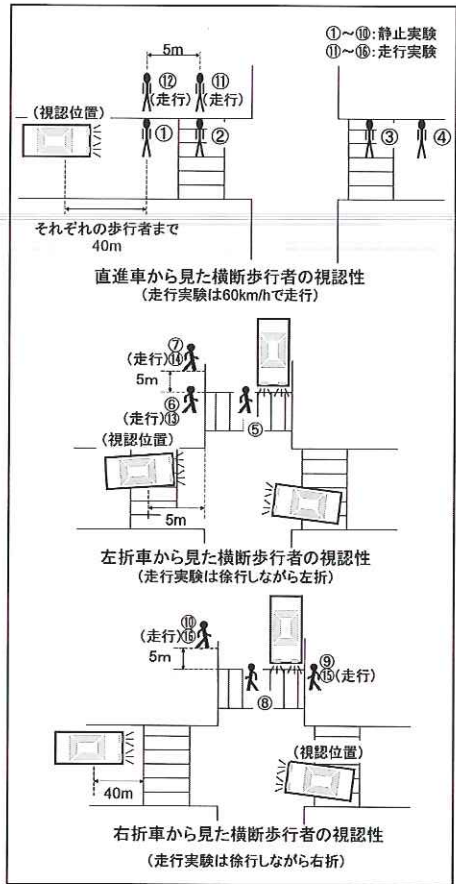 ①～⑩:静止実験
⑪～⑯:走行実験
5m
⑫ ⑪
(走行) (走行)
(視認位置)
① ② ③ ④
それぞれの歩行者まで
40m
直進車から見た横断歩行者の視認性
(走行実験は60km/hで走行)
⑦
(走行)⑭
5m
⑥
(走行)⑬
⑤
(視認位置)
5m
左折車から見た横断歩行者の視認性
(走行実験は徐行しながら左折)
⑩
(走行)⑯
5m
⑨
⑮(走行)
⑧
(視認位置)
40m
右折車から見た横断歩行者の視認性
(走行実験は徐行しながら右折)